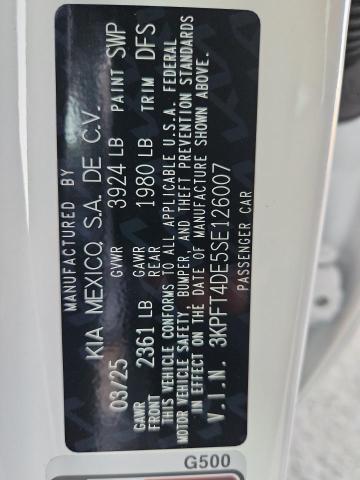 MANUFACTURED BY
KIA MEXICO, S.A. DE C.V.
03/25 GVWR 3924 LB PAINT SWP
GAWR FRONT 2361 LB GAWR REAR 1980 LB TRIM DFS
THIS VEHICLE CONFORMS TO ALL APPLICABLE U.S.A. FEDERAL
MOTOR VEHICLE SAFETY, BUMPER, AND THEFT PREVENTION STANDARDS
IN EFFECT ON THE DATE OF MANUFACTURE SHOWN ABOVE.
V.I.N. 3KPFT4DE5SE126007
PASSENGER CAR
G500